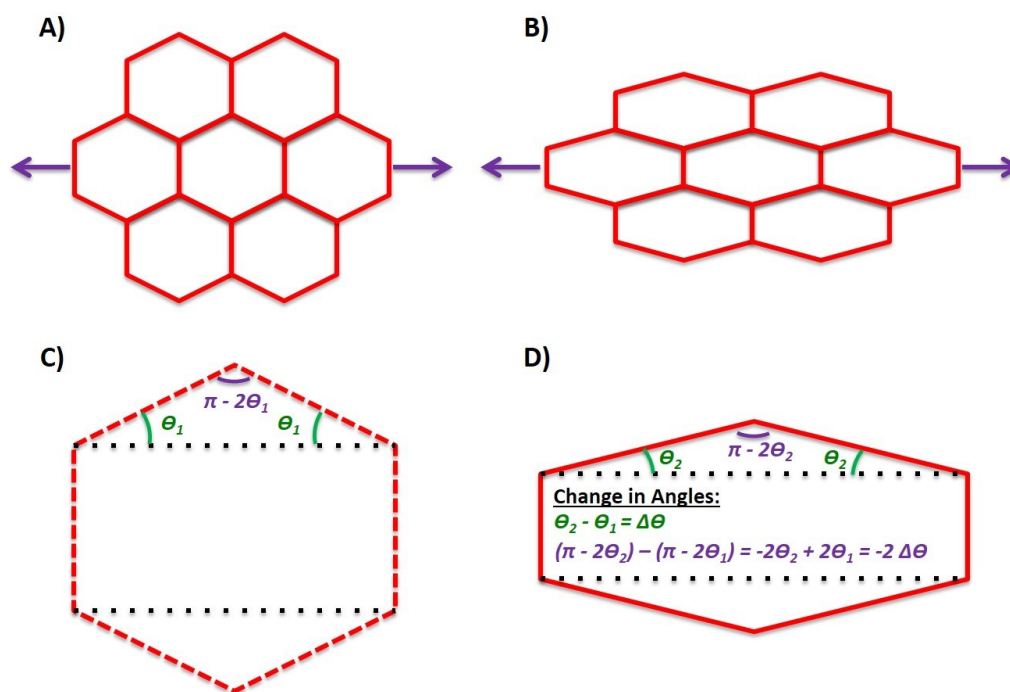 A)
B)
C)
π - 2Θ₁
Θ₁ Θ₁
D)
Θ₂ π - 2Θ₂ Θ₂
Change in Angles:
Θ₂ - Θ₁ = ΔΘ
(π - 2Θ₂) – (π - 2Θ₁) = -2Θ₂ + 2Θ₁ = -2 ΔΘ